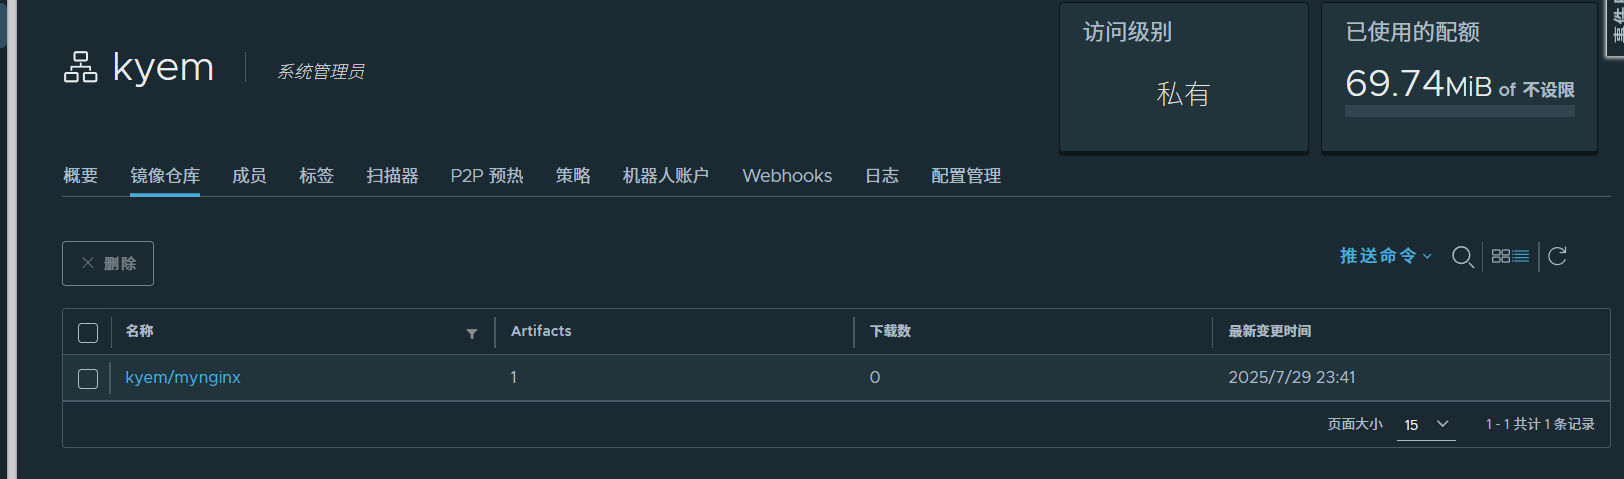 访问级别
已使用的配额
kyem
系统管理员
私有
69.74MiB of 不设限
概要 镜像仓库 成员 标签 扫描器 P2P 预热 策略 机器人账户 Webhooks 日志 配置管理
删除
推送命令
名称 Artifacts 下载数 最新变更时间
kyem/mynginx 1 0 2025/7/29 23:41
页面大小 15 1 - 1 共计 1 条记录